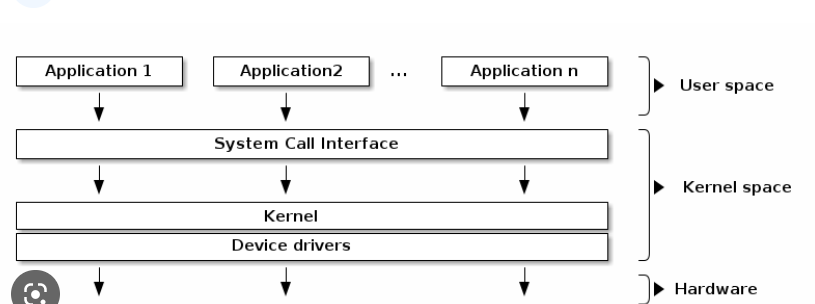 Application 1
Application2
...
Application n
User space
System Call Interface
Kernel space
Kernel
Device drivers
Hardware